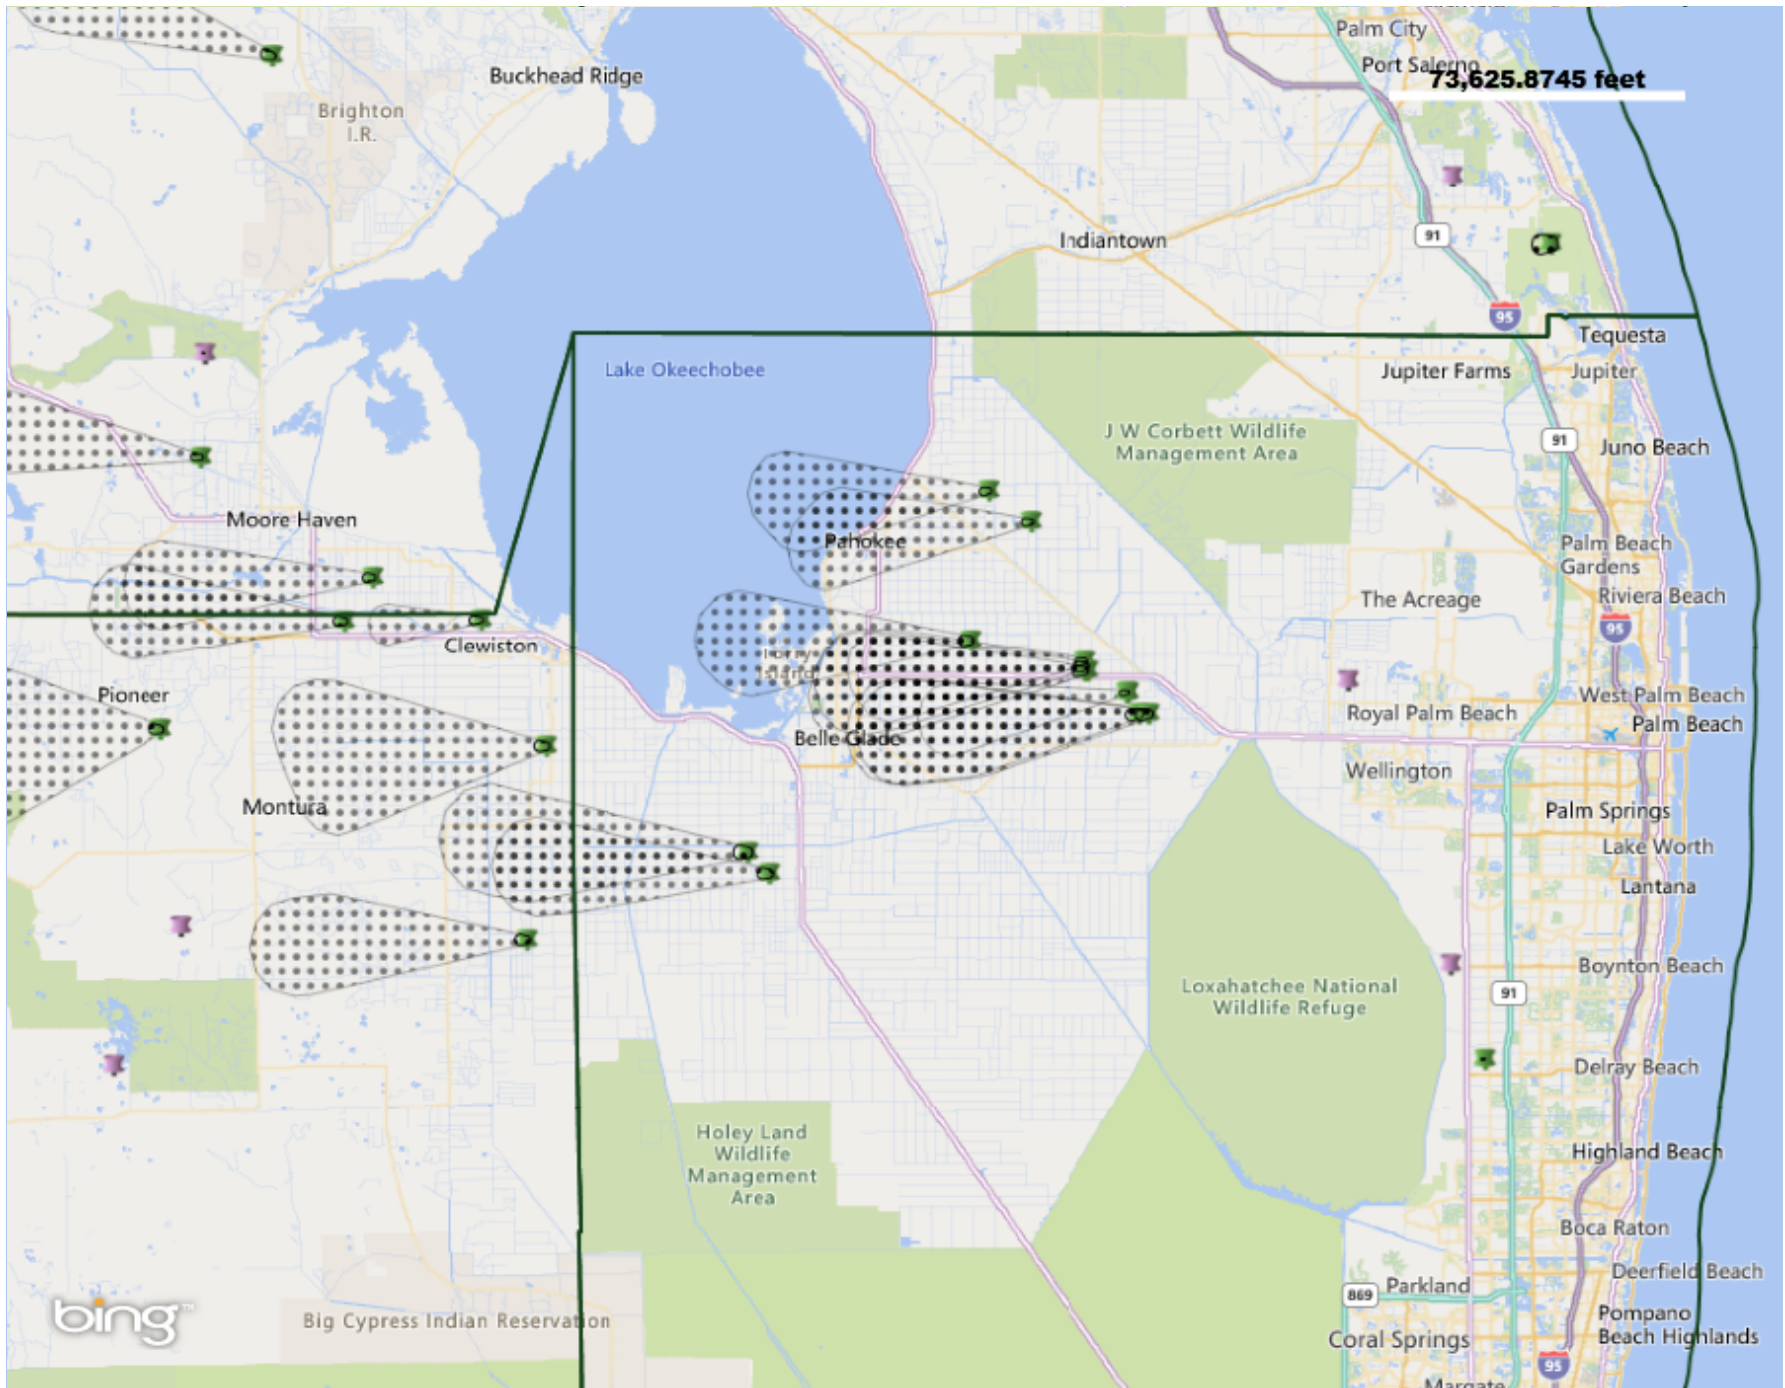 Palm City
Port Salerno
73,625.8745 feet
Buckhead Ridge
Brighton
I.R.
Indiantown
91
95
Tequesta
Lake Okeechobee
Jupiter Farms
Jupiter
J W Corbett Wildlife
Management Area
91
Juno Beach
Moore Haven
Pahokee
Palm Beach
Gardens
The Acreage
Riviera Beach
95
Clewiston
Torry
Island
Pioneer
West Palm Beach
Royal Palm Beach
Palm Beach
Belle Glade
Wellington
Montura
Palm Springs
Lake Worth
Lantana
Boynton Beach
Loxahatchee National
Wildlife Refuge
91
Delray Beach
Holey Land
Wildlife
Management
Area
Highland Beach
Boca Raton
Deerfield Beach
869
Parkland
bing
Big Cypress Indian Reservation
Pompano
Beach Highlands
Coral Springs
95
Margate